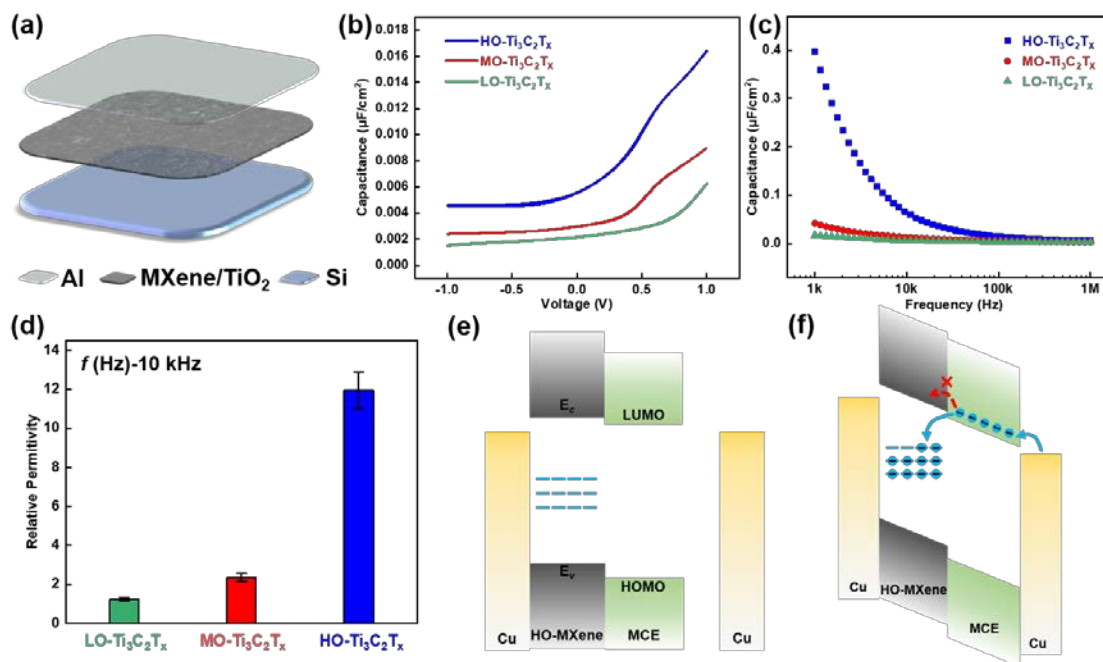 (a)
Al
MXene/TiO₂
Si
(b)
Capacitance (μF/cm²)
0.018
0.016
0.014
0.012
0.010
0.008
0.006
0.004
0.002
0.000
HO-Ti₃C₂Tₓ
MO-Ti₃C₂Tₓ
LO-Ti₃C₂Tₓ
-1.0 -0.5 0.0 0.5 1.0
Voltage (V)
(c)
Capacitance (μF/cm²)
0.4
0.3
0.2
0.1
0.0
HO-Ti₃C₂Tₓ
MO-Ti₃C₂Tₓ
LO-Ti₃C₂Tₓ
1k 10k 100k 1M
Frequency (Hz)
(d)
f (Hz)-10 kHz
Relative Permitivity
14
12
10
8
6
4
2
0
LO-Ti₃C₂Tₓ MO-Ti₃C₂Tₓ HO-Ti₃C₂Tₓ
(e)
E𝒸
LUMO
Eᵥ
HOMO
Cu HO-MXene MCE Cu
(f)
Cu
HO-MXene
MCE
Cu